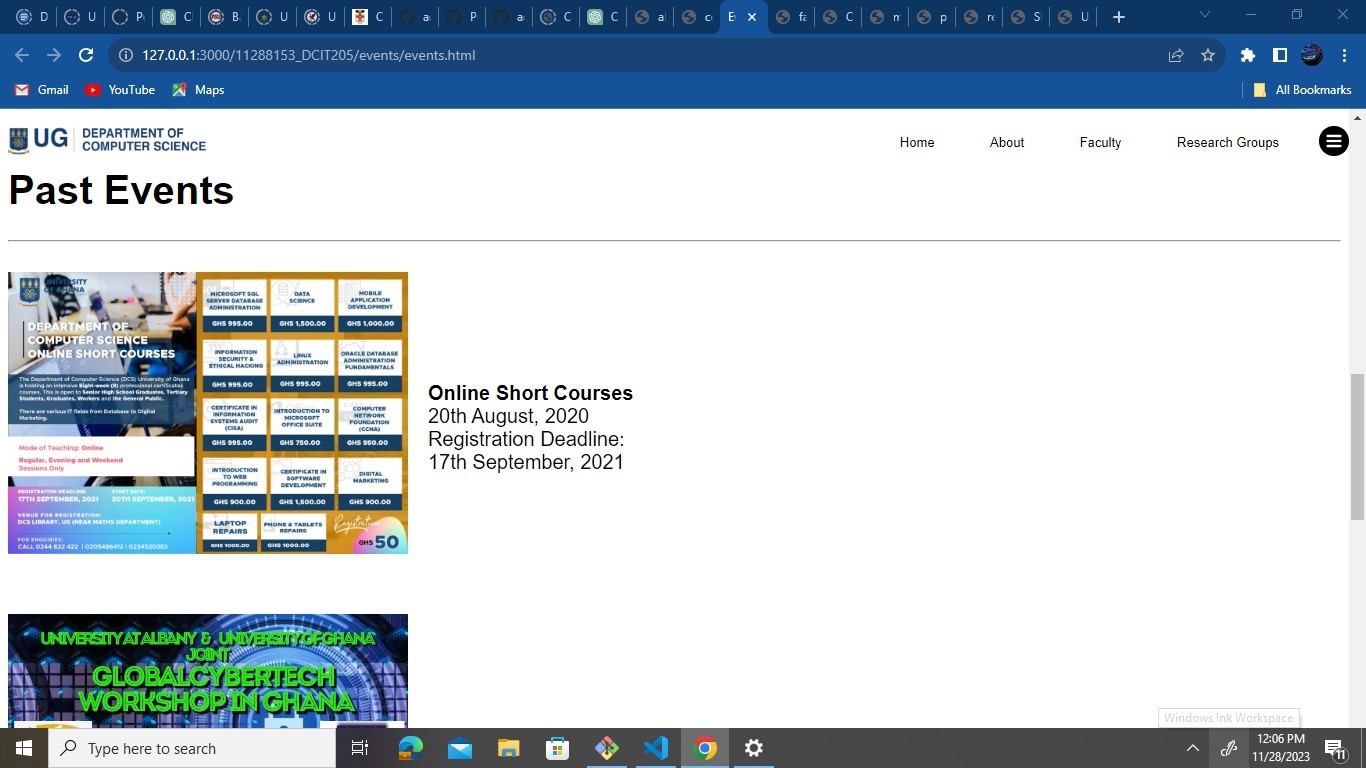 127.0.0.1:3000/11288153_DCIT205/events/events.html
Gmail
YouTube
Maps
All Bookmarks
UG
DEPARTMENT OF
COMPUTER SCIENCE
Home
About
Faculty
Research Groups
Past Events
UNIVERSITY
OF GHANA
DEPARTMENT OF
COMPUTER SCIENCE
ONLINE SHORT COURSES
The Department of Computer Science (DCS) University of Ghana
is holding an intensive Eight-week (8) professional certificates
courses. This is open to Senior High School Graduates, Tertiary
Students, Graduates, Workers and the General Public.
There are various IT fields from Database to Digital
Marketing.
Mode of Teaching: Online
Regular, Evening and Weekend
Sessions Only
REGISTRATION DEADLINE:
17TH SEPTEMBER, 2021
START DATE:
20TH SEPTEMBER, 2021
VENUE FOR REGISTRATION:
DCS LIBRARY, UG (NEAR MATHS DEPARTMENT)
FOR ENQUIRIES:
CALL 0244 822 422 | 0205486412 | 0234520383
MICROSOFT SQL
SERVER DATABASE
ADMINISTRATION
GHS 995.00
DATA
SCIENCE
GHS 1,500.00
MOBILE
APPLICATION
DEVELOPMENT
GHS 1,000.00
INFORMATION
SECURITY &
ETHICAL HACKING
GHS 995.00
LINUX
ADMINISTRATION
GHS 995.00
ORACLE DATABASE
ADMINISTRATION
FUNDAMENTALS
GHS 995.00
CERTIFICATE IN
INFORMATION
SYSTEMS AUDIT
(CISA)
GHS 995.00
INTRODUCTION TO
MICROSOFT
OFFICE SUITE
GHS 750.00
COMPUTER
NETWORK
FOUNDATION
(CCNA)
GHS 950.00
INTRODUCTION
TO WEB
PROGRAMMING
GHS 900.00
CERTIFICATE IN
SOFTWARE
DEVELOPMENT
GHS 1,500.00
DIGITAL
MARKETING
GHS 900.00
LAPTOP
REPAIRS
GHS 1000.00
PHONE & TABLETS
REPAIRS
GHS 1000.00
Registration
GHS 50
Online Short Courses
20th August, 2020
Registration Deadline:
17th September, 2021
UNIVERSITY AT ALBANY & UNIVERSITY OF GHANA
JOINT
GLOBALCYBERTECH
WORKSHOP IN GHANA
Windows Ink Workspace
Type here to search
12:06 PM
11/28/2023
11